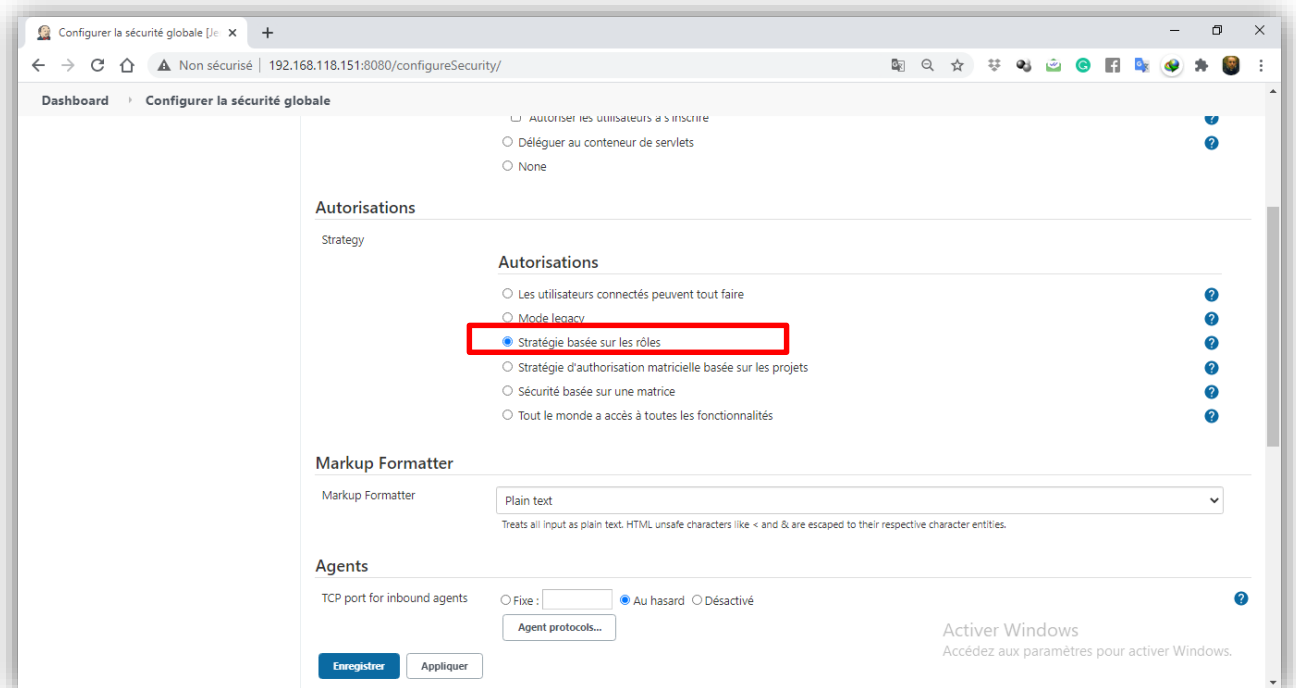 Configurer la sécurité globale [Je
Non sécurisé | 192.168.118.151:8080/configureSecurity/
Dashboard Configurer la sécurité globale
Autoriser les utilisateurs à s'inscrire
Déléguer au conteneur de servlets
None
Autorisations
Strategy
Autorisations
Les utilisateurs connectés peuvent tout faire
Mode legacy
Stratégie basée sur les rôles
Stratégie d'authorisation matricielle basée sur les projets
Sécurité basée sur une matrice
Tout le monde a accès à toutes les fonctionnalités
Markup Formatter
Markup Formatter
Plain text
Treats all input as plain text. HTML unsafe characters like < and & are escaped to their respective character entities.
Agents
TCP port for inbound agents Fixe : Au hasard Désactivé
Agent protocols...
Activer Windows
Accédez aux paramètres pour activer Windows.
Enregistrer Appliquer